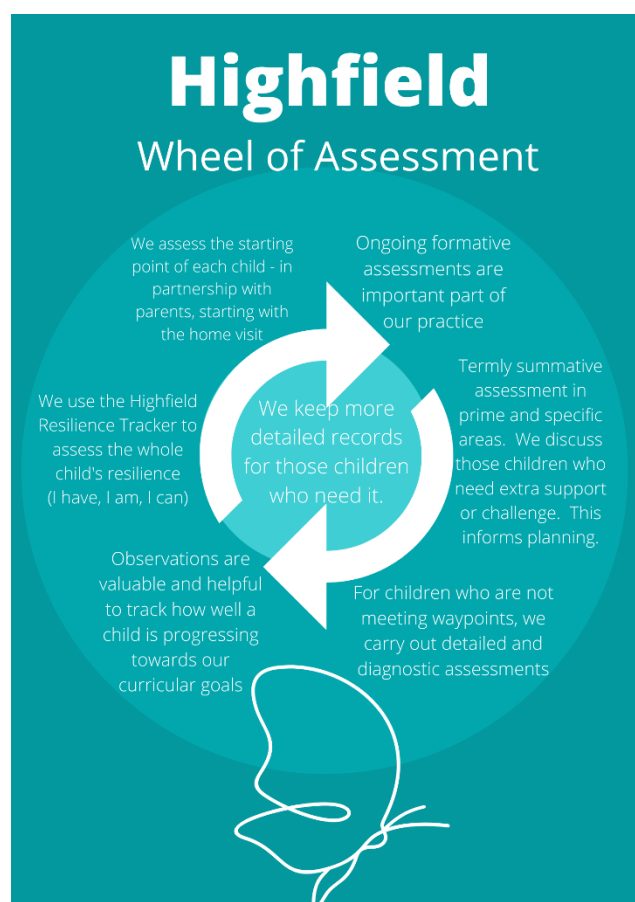 Highfield
Wheel of Assessment
We assess the starting
point of each child - in
partnership with
parents, starting with
the home visit
Ongoing formative
assessments are
important part of
our practice
Termly summative
assessment in
prime and specific
areas. We discuss
those children who
need extra support
or challenge. This
informs planning.
For children who are not
meeting waypoints, we
carry out detailed and
diagnostic assessments
Observations are
valuable and helpful
to track how well a
child is progressing
towards our
curricular goals
We use the Highfield
Resilience Tracker to
assess the whole
child's resilience
(I have, I am, I can)
We keep more
detailed records
for those children
who need it.